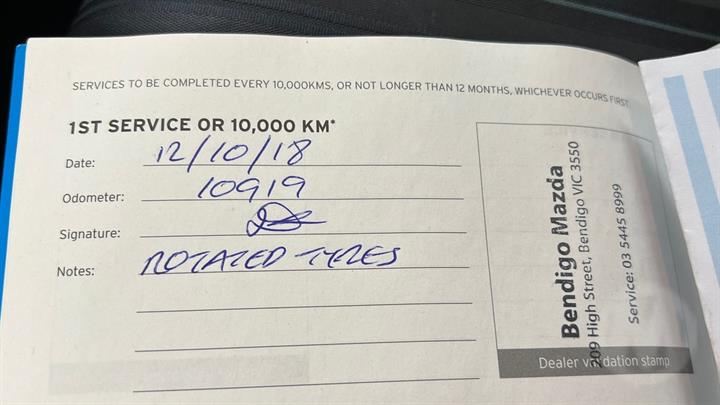 SERVICES TO BE COMPLETED EVERY 10,000KMS, OR NOT LONGER THAN 12 MONTHS, WHICHEVER OCCURS FIRST
1ST SERVICE OR 10,000 KM*
Date: 12/10/18
Odometer: 10919
Signature:
Notes: ROTATED TYRES
Bendigo Mazda
209 High Street, Bendigo VIC 3550
Service: 03 5445 8999
Dealer validation stamp